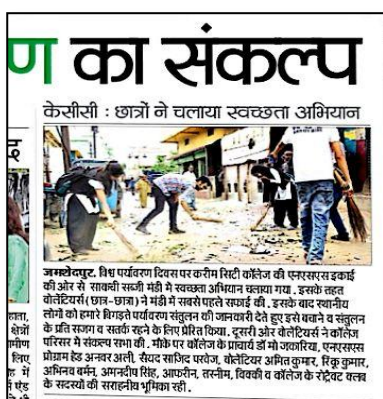 ण का संकल्प
केसीसी : छात्रों ने चलाया स्वच्छता अभियान
जमशेदपुर. विश्व पर्यावरण दिवस पर करीम सिटी कॉलेज की एनएसएस इकाई
की ओर से साकची सब्जी मंडी में स्वच्छता अभियान चलाया गया. इसके तहत
वोलेंटियर्स (छात्र-छात्रा) ने मंडी में सबसे पहले सफाई की. इसके बाद स्थानीय
लोगों को हमारे बिगड़ते पर्यावरण संतुलन की जानकारी देते हुए इसे बचाने व संतुलन
के प्रति सजग व सतर्क रहने के लिए प्रेरित किया. दूसरी ओर वोलेंटियर्स ने कॉलेज
परिसर में संकल्प सभा की. मौके पर कॉलेज के प्राचार्य डॉ मो जकारिया, एनएसएस
प्रोग्राम हेड अनवर अली, सैयद साजिद परवेज, वोलेंटियर अमित कुमार, रिंकू कुमार,
अभिनव बर्मन, अमनदीप सिंह, आफरीन, तस्नीम, विक्की व कॉलेज के रोट्रैक्ट क्लब
के सदस्यों की सराहनीय भूमिका रही.
क्षेत्रों
लिए
में